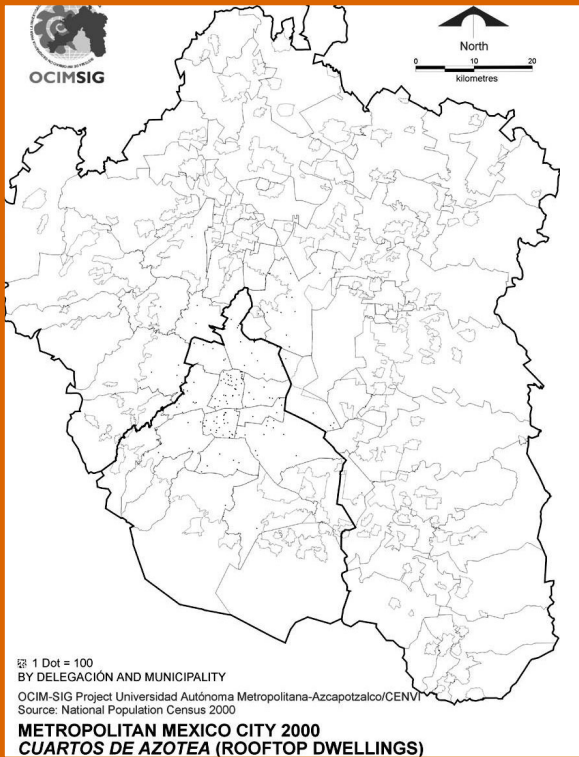 OCIMSIG
North
0 10 20
kilometres
1 Dot = 100
BY DELEGACIÓN AND MUNICIPALITY
OCIM-SIG Project Universidad Autónoma Metropolitana-Azcapotzalco/CENVI
Source: National Population Census 2000
METROPOLITAN MEXICO CITY 2000
CUARTOS DE AZOTEA (ROOFTOP DWELLINGS)